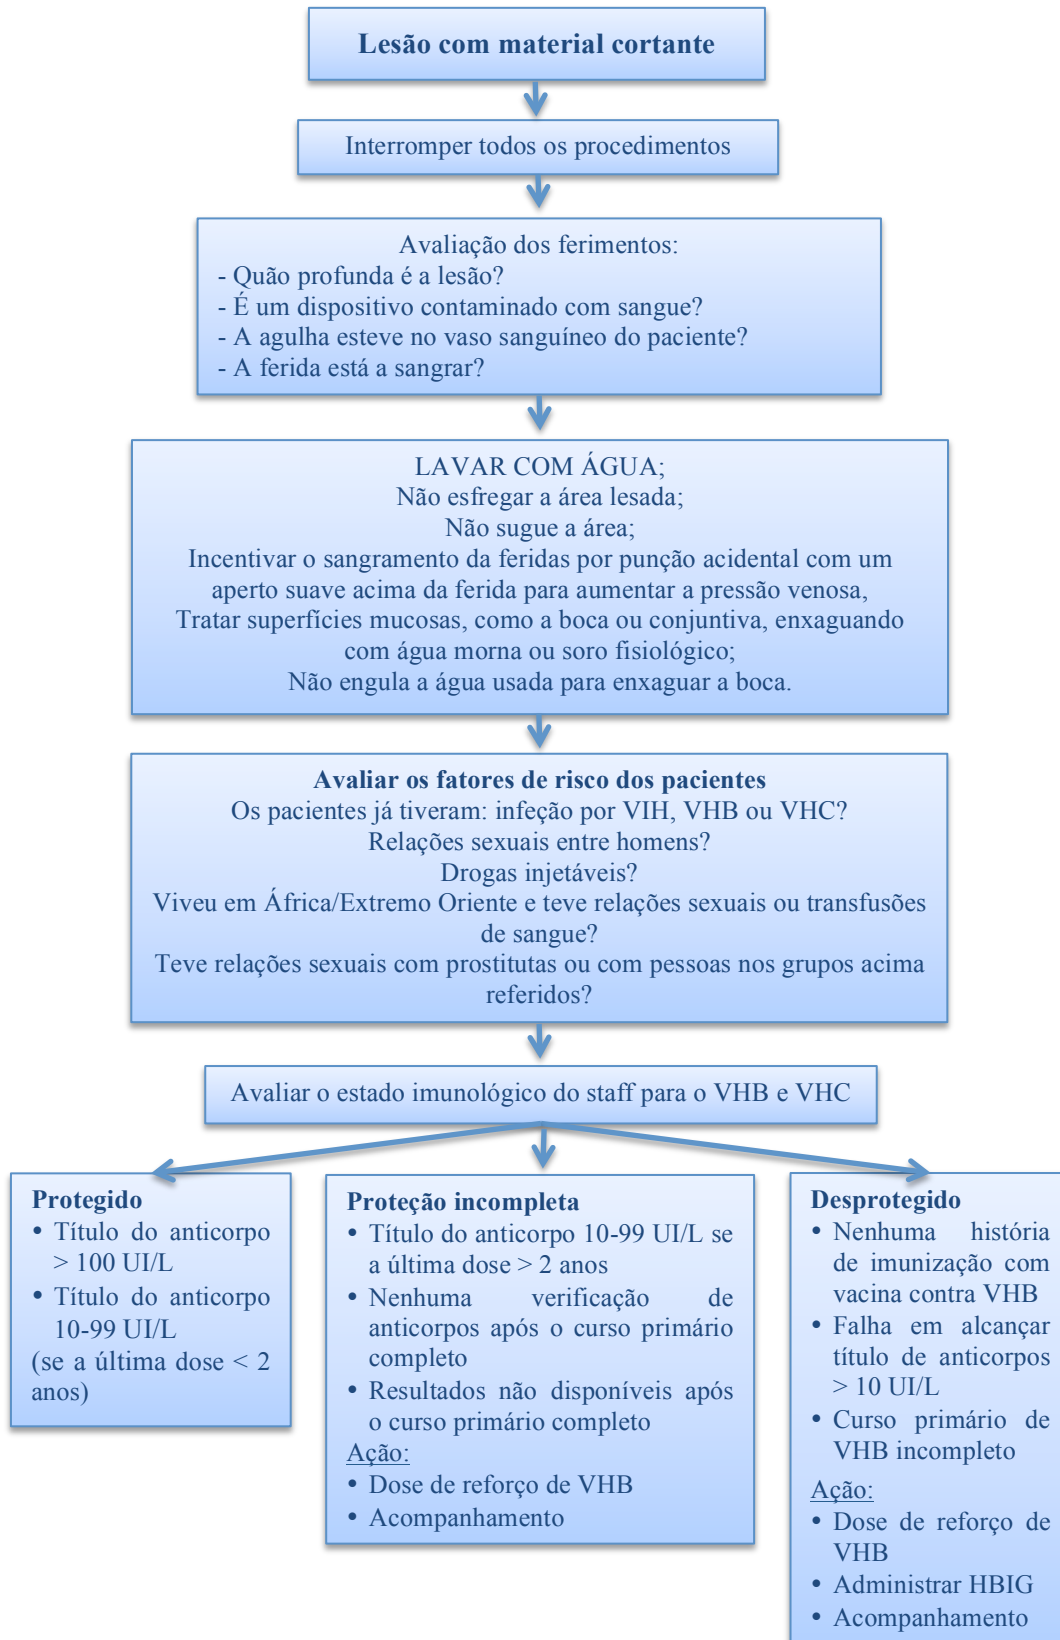 Lesão com material cortante
Interromper todos os procedimentos
Avaliação dos ferimentos:
- Quão profunda é a lesão?
- É um dispositivo contaminado com sangue?
- A agulha esteve no vaso sanguíneo do paciente?
- A ferida está a sangrar?
LAVAR COM ÁGUA;
Não esfregar a área lesada;
Não sugue a área;
Incentivar o sangramento da feridas por punção acidental com um
aperto suave acima da ferida para aumentar a pressão venosa,
Tratar superfícies mucosas, como a boca ou conjuntiva, enxaguando
com água morna ou soro fisiológico;
Não engula a água usada para enxaguar a boca.
Avaliar os fatores de risco dos pacientes
Os pacientes já tiveram: infeção por VIH, VHB ou VHC?
Relações sexuais entre homens?
Drogas injetáveis?
Viveu em África/Extremo Oriente e teve relações sexuais ou transfusões
de sangue?
Teve relações sexuais com prostitutas ou com pessoas nos grupos acima
referidos?
Avaliar o estado imunológico do staff para o VHB e VHC
Protegido
• Título do anticorpo
> 100 UI/L
• Título do anticorpo
10-99 UI/L
(se a última dose < 2
anos)
Proteção incompleta
• Título do anticorpo 10-99 UI/L se
a última dose > 2 anos
• Nenhuma verificação de
anticorpos após o curso primário
completo
• Resultados não disponíveis após
o curso primário completo
Ação:
• Dose de reforço de VHB
• Acompanhamento
Desprotegido
• Nenhuma história
de imunização com
vacina contra VHB
• Falha em alcançar
título de anticorpos
> 10 UI/L
• Curso primário de
VHB incompleto
Ação:
• Dose de reforço de
VHB
• Administrar HBIG
• Acompanhamento